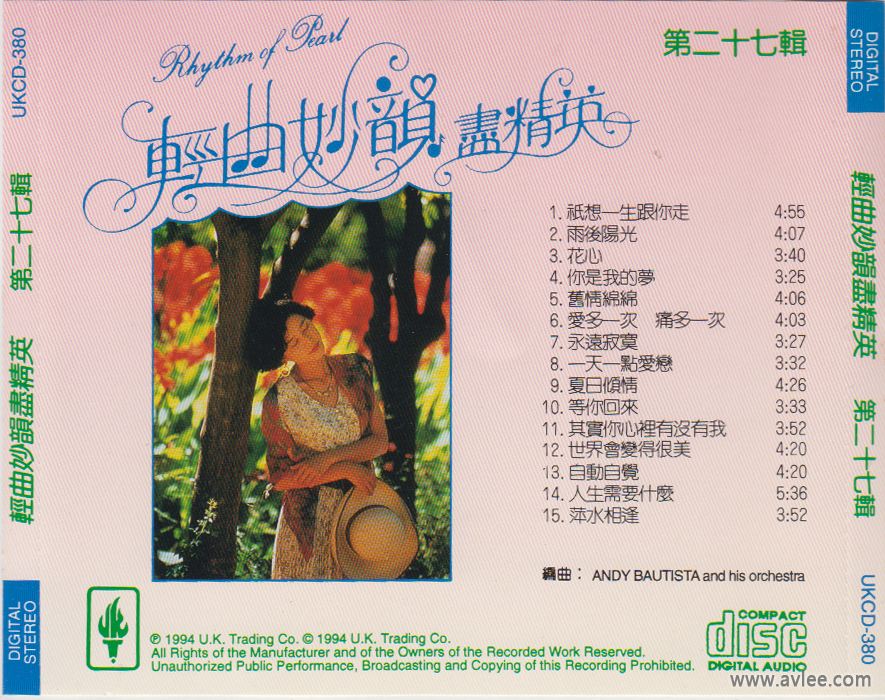 UKCD-380
輕曲妙韻盡精英 第二十七輯
DIGITAL
STEREO
Rhythm of Pearl
輕曲妙韻盡精英
第二十七輯
1. 祇想一生跟你走 4:55
2. 雨後陽光 4:07
3. 花心 3:40
4. 你是我的夢 3:25
5. 舊情綿綿 4:06
6. 愛多一次 痛多一次 4:03
7. 永遠寂寞 3:27
8. 一天一點愛戀 3:32
9. 夏日傾情 4:26
10. 等你回來 3:33
11. 其實你心裡有沒有我 3:52
12. 世界會變得很美 4:20
13. 自動自覺 4:20
14. 人生需要什麼 5:36
15. 萍水相逢 3:52
編曲： ANDY BAUTISTA and his orchestra
℗ 1994 U.K. Trading Co. © 1994 U.K. Trading Co.
All Rights of the Manufacturer and of the Owners of the Recorded Work Reserved.
Unauthorized Public Performance, Broadcasting and Copying of this Recording Prohibited.
COMPACT
disc
DIGITAL AUDIO
DIGITAL
STEREO
輕曲妙韻盡精英 第二十七輯
UKCD-380
www.avlee.com